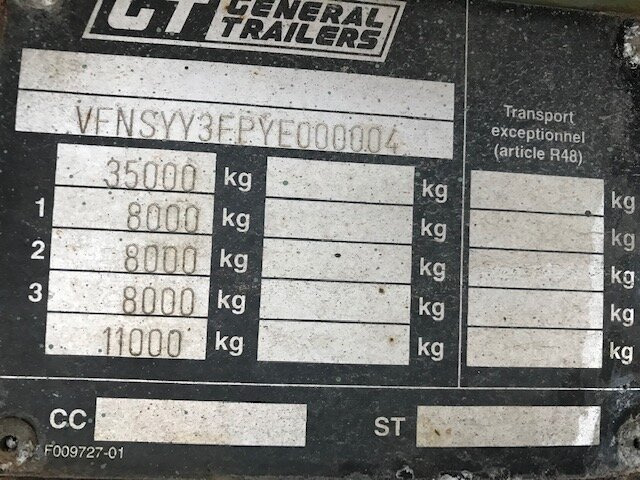 GT GENERAL TRAILERS
VFNSYY3EPYE000004
Transport
exceptionnel
(article R48)
35000 kg kg kg
1 8000 kg kg kg
2 8000 kg kg kg
3 8000 kg kg kg
11000 kg kg kg
CC ST
F009727-01